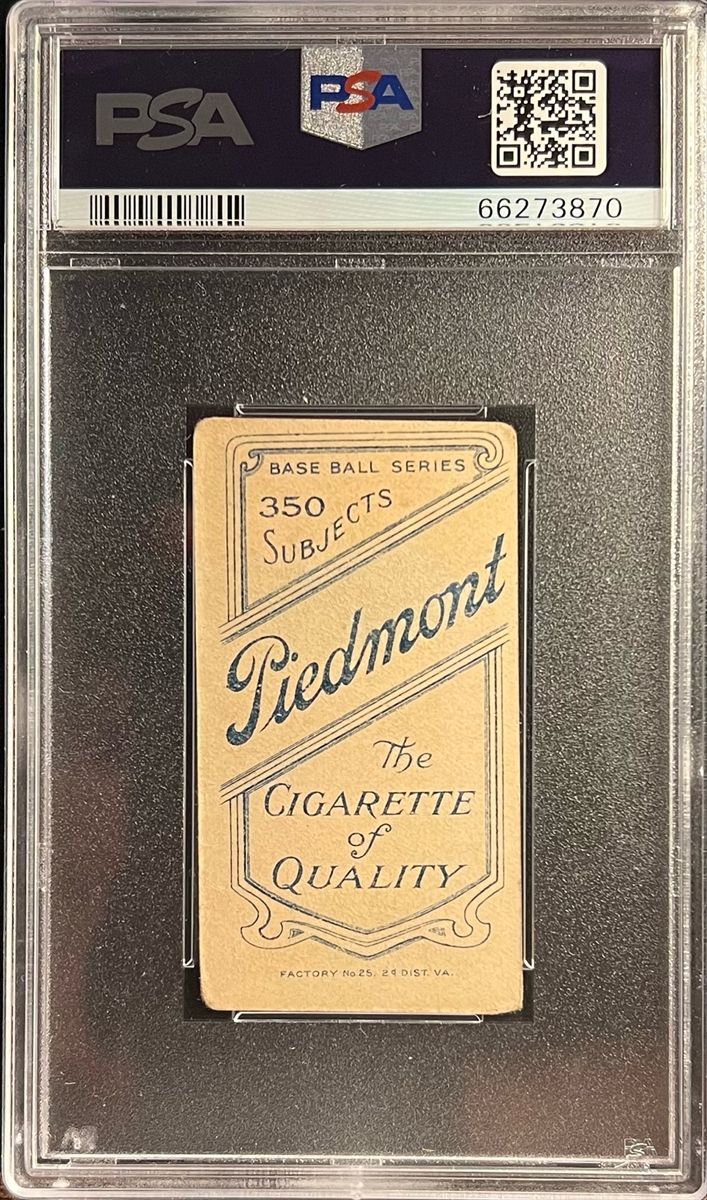 PSA
PSA
66273870
BASE BALL SERIES
350
SUBJECTS
Piedmont
The
CIGARETTE
of
QUALITY
FACTORY No 25, 2d DIST. VA.